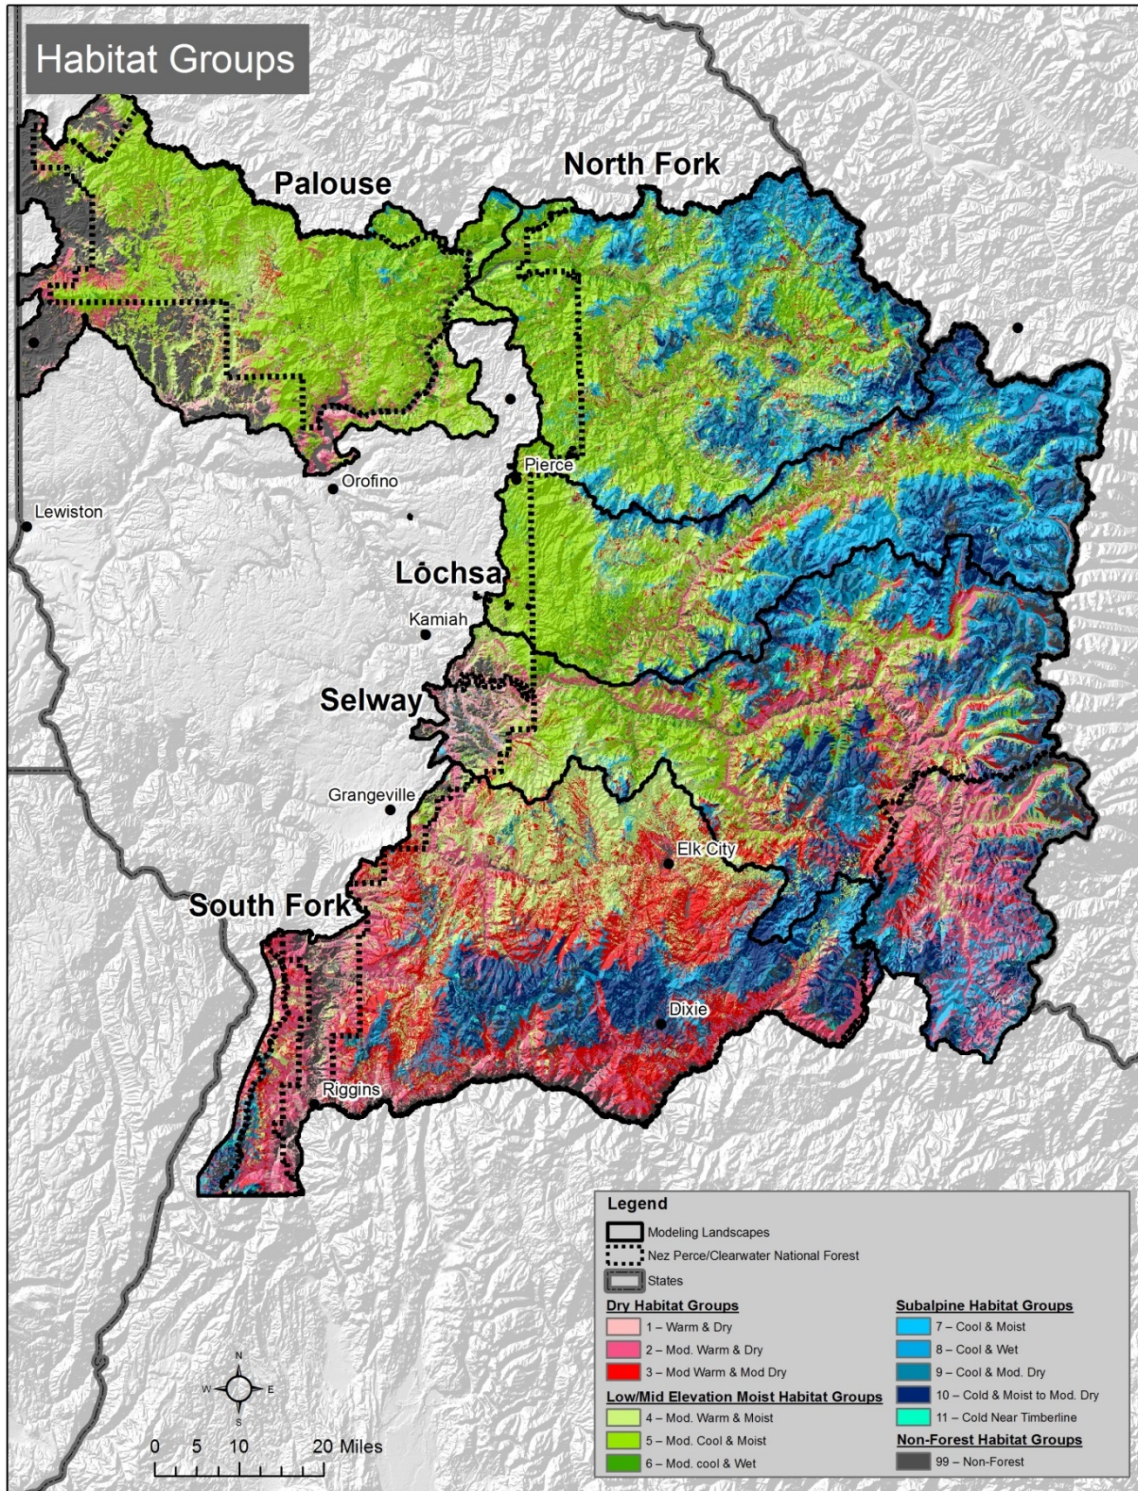 Habitat Groups
North Fork
Palouse
Pierce
Orofino
Lewiston
Lochsa
Kamiah
Selway
Grangeville
Elk City
South Fork
Dixie
Riggins
Legend
Modeling Landscapes
Nez Perce/Clearwater National Forest
States
Dry Habitat Groups
1 – Warm & Dry
2 – Mod. Warm & Dry
3 – Mod Warm & Mod Dry
Low/Mid Elevation Moist Habitat Groups
4 – Mod. Warm & Moist
5 – Mod. Cool & Moist
6 – Mod. cool & Wet
Subalpine Habitat Groups
7 – Cool & Moist
8 – Cool & Wet
9 – Cool & Mod. Dry
10 – Cold & Moist to Mod. Dry
11 – Cold Near Timberline
Non-Forest Habitat Groups
99 – Non-Forest
N
W E
S
0 5 10 20 Miles